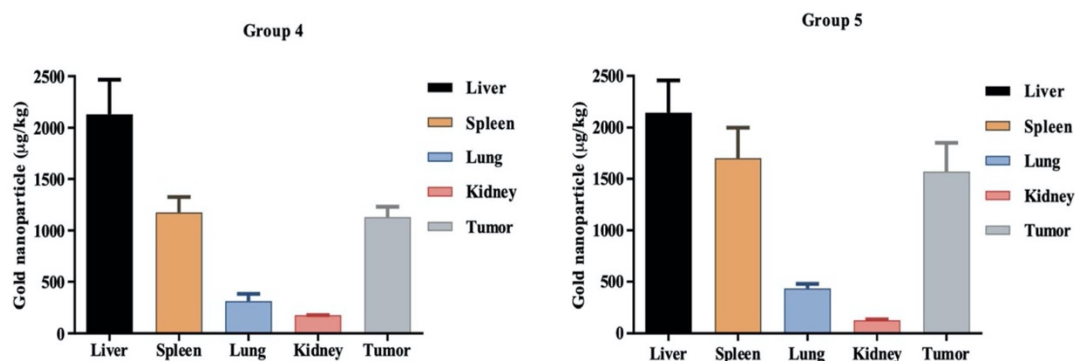 Group 4
Gold nanoparticle (µg/kg)
2500
2000
1500
1000
500
0
Liver
Spleen
Lung
Kidney
Tumor
Liver Spleen Lung Kidney Tumor
Group 5
Gold nanoparticle (µg/kg)
2500
2000
1500
1000
500
0
Liver
Spleen
Lung
Kidney
Tumor
Liver Spleen Lung Kidney Tumor